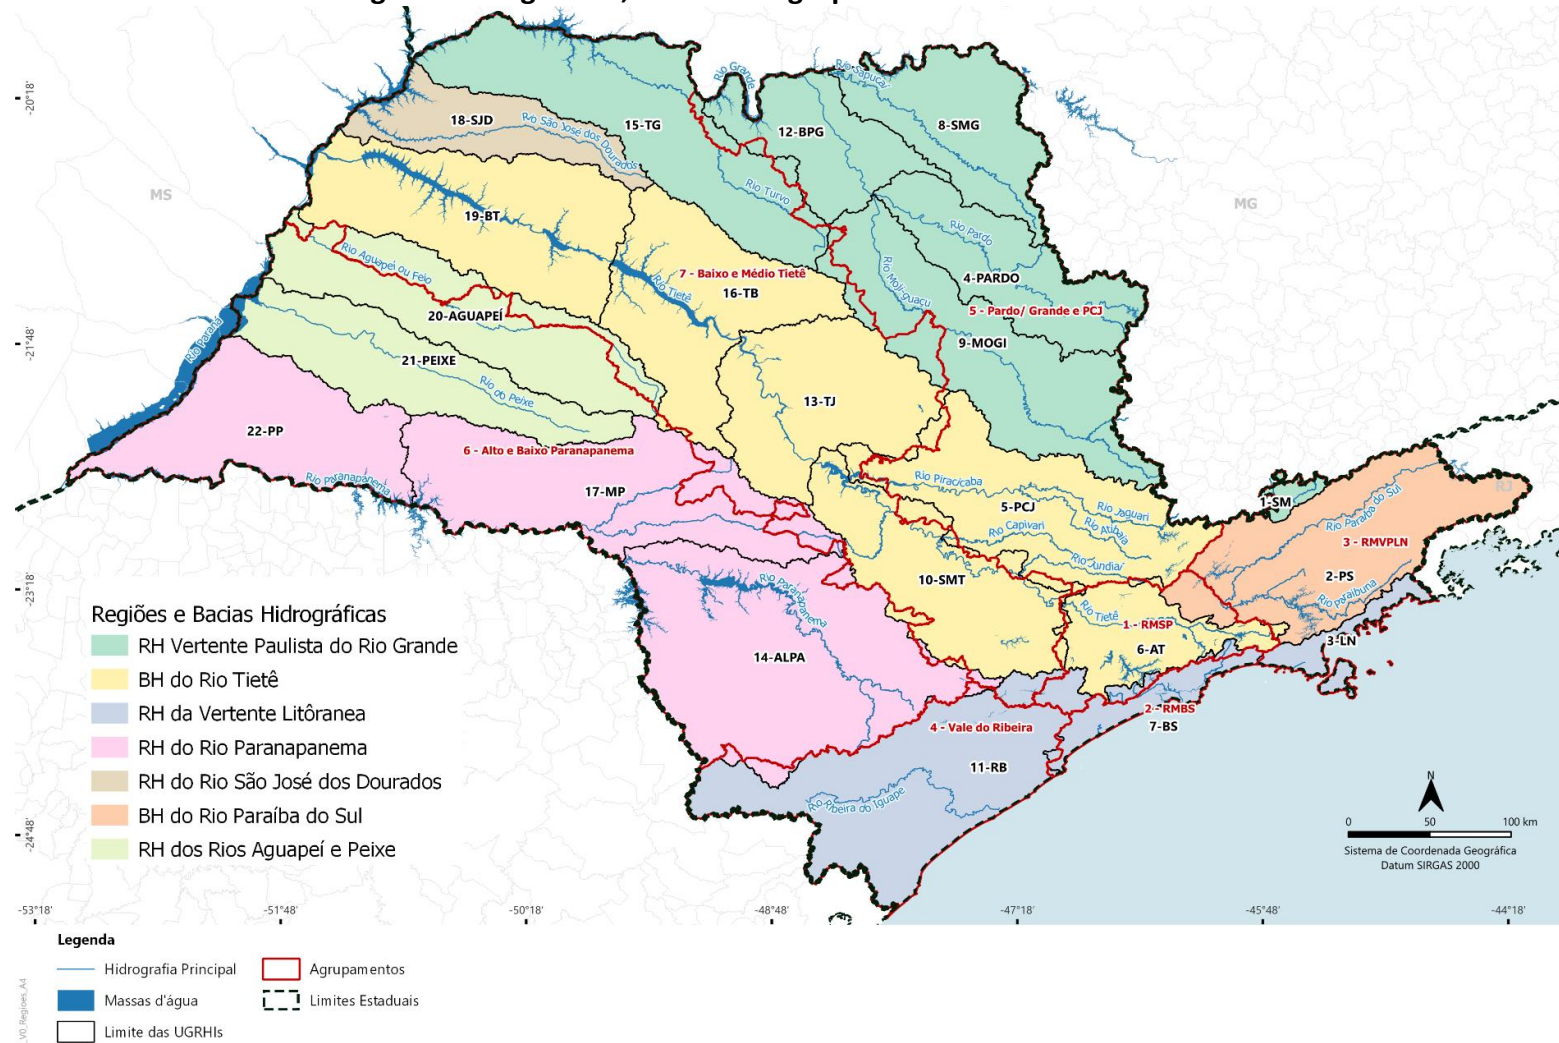 Rio Grande
Rio Sapucaí
-20°18'
18-SJD
Rio São José dos Dourados
15-TG
12-BPG
8-SMG
MS
MG
Rio Turvo
19-BT
Rio Pardo
Rio Aguapeí ou Feio
7 - Baixo e Médio Tietê
16-TB
Rio Tietê
Rio Moji-guaçu
4-PARDO
5 - Pardo/ Grande e PCJ
20-AGUAPEÍ
9-MOGI
-21°48'
Rio Paraná
21-PEIXE
Rio do Peixe
13-TJ
22-PP
6 - Alto e Baixo Paranapanema
Rio Paranapanema
17-MP
Rio Piracicaba
5-PCJ
Rio Jaguari
Rio Atibaia
Rio Capivari
Rio Jundiaí
1-SM
Rio Paraíba do Sul
RJ
3 - RMVPLN
2-PS
Rio Paraibuna
-23°18'
10-SMT
Rio Paranapanema
Rio Tietê
1 - RMSP
6-AT
3-LN
14-ALPA
2 - RMBS
7-BS
4 - Vale do Ribeira
11-RB
Rio Ribeira do Iguape
-24°48'
Regiões e Bacias Hidrográficas
RH Vertente Paulista do Rio Grande
BH do Rio Tietê
RH da Vertente Litôranea
RH do Rio Paranapanema
RH do Rio São José dos Dourados
BH do Rio Paraíba do Sul
RH dos Rios Aguapeí e Peixe
N
0 50 100 km
Sistema de Coordenada Geográfica
Datum SIRGAS 2000
-53°18' -51°48' -50°18' -48°48' -47°18' -45°48' -44°18'
Legenda
Hidrografia Principal
Agrupamentos
Massas d'água
Limites Estaduais
Limite das UGRHIs
_V0_Regioes_A4